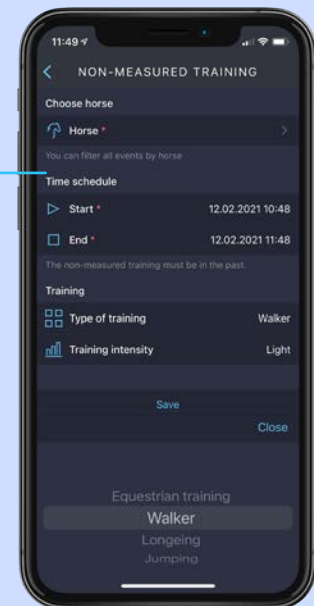 11:49
NON-MEASURED TRAINING
Choose horse
Horse *
You can filter all events by horse
Time schedule
Start * 12.02.2021 10:48
End * 12.02.2021 11:48
The non-measured training must be in the past.
Training
Type of training Walker
Training intensity Light
Save
Close
Equestrian training
Walker
Longeing
Jumping